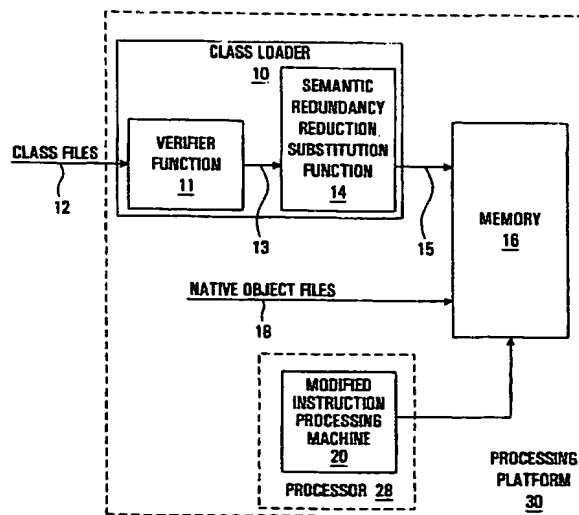 CLASS LOADER
10
SEMANTIC
REDUNDANCY
REDUCTION
SUBSTITUTION
FUNCTION
14
VERIFIER
FUNCTION
11
CLASS FILES
12
13
15
MEMORY
16
NATIVE OBJECT FILES
18
MODIFIED
INSTRUCTION
PROCESSING
MACHINE
20
PROCESSOR 28
PROCESSING
PLATFORM
30